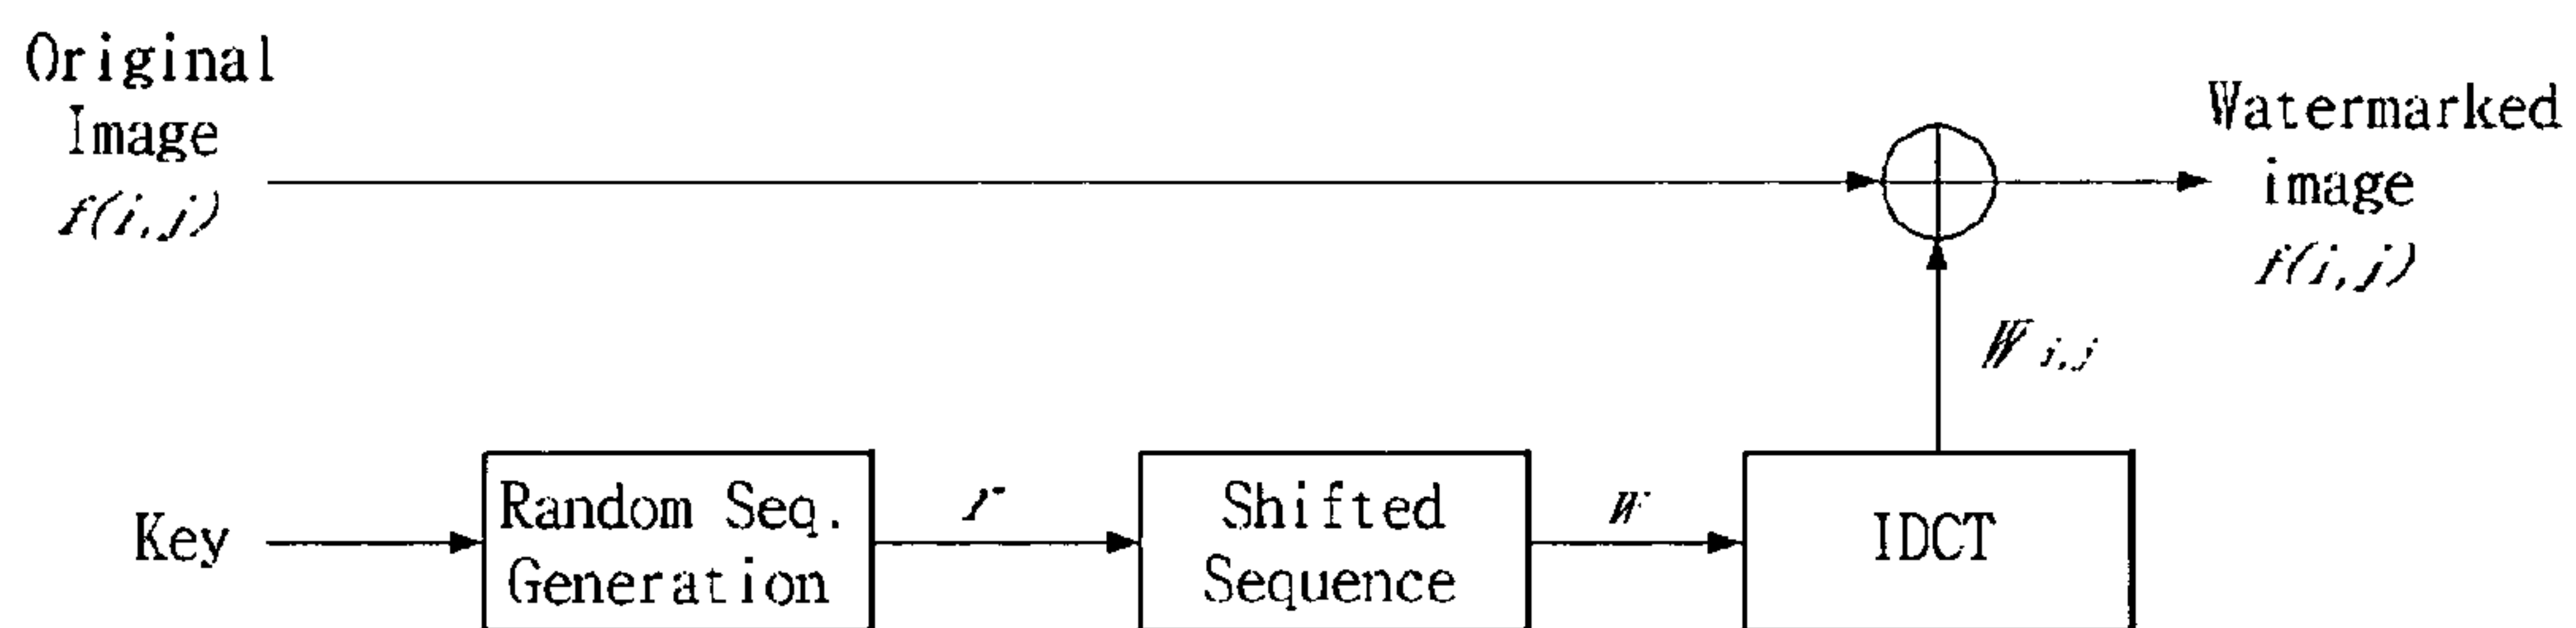 Original
Image
f(i,j)
Watermarked
image
f(i,j)
W i,j
Key
Random Seq.
Generation
r
Shifted
Sequence
w
IDCT